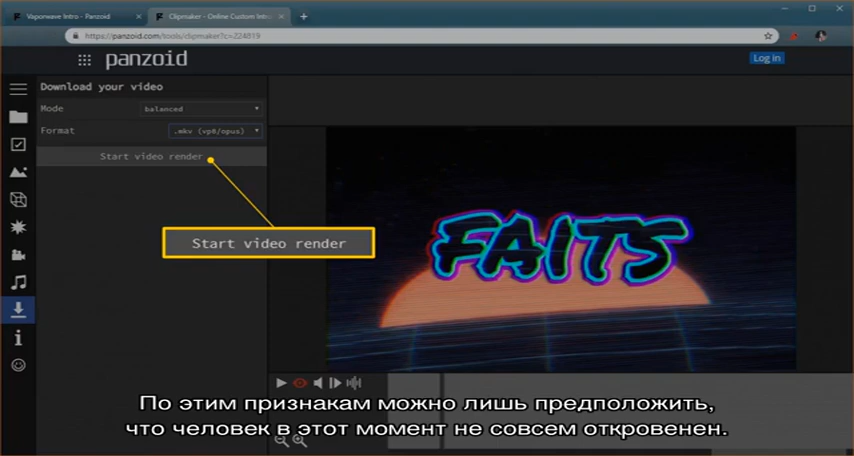 Vaporwave Intro - Panzoid
Clipmaker - Online Custom Intro
https://panzoid.com/tools/clipmaker?c=224819
panzoid
Log in
Download your video
Mode
balanced
Format
.mkv (vp8/opus)
Start video render
Start video render
FAITS
По этим признакам можно лишь предположить,
что человек в этот момент не совсем откровенен.